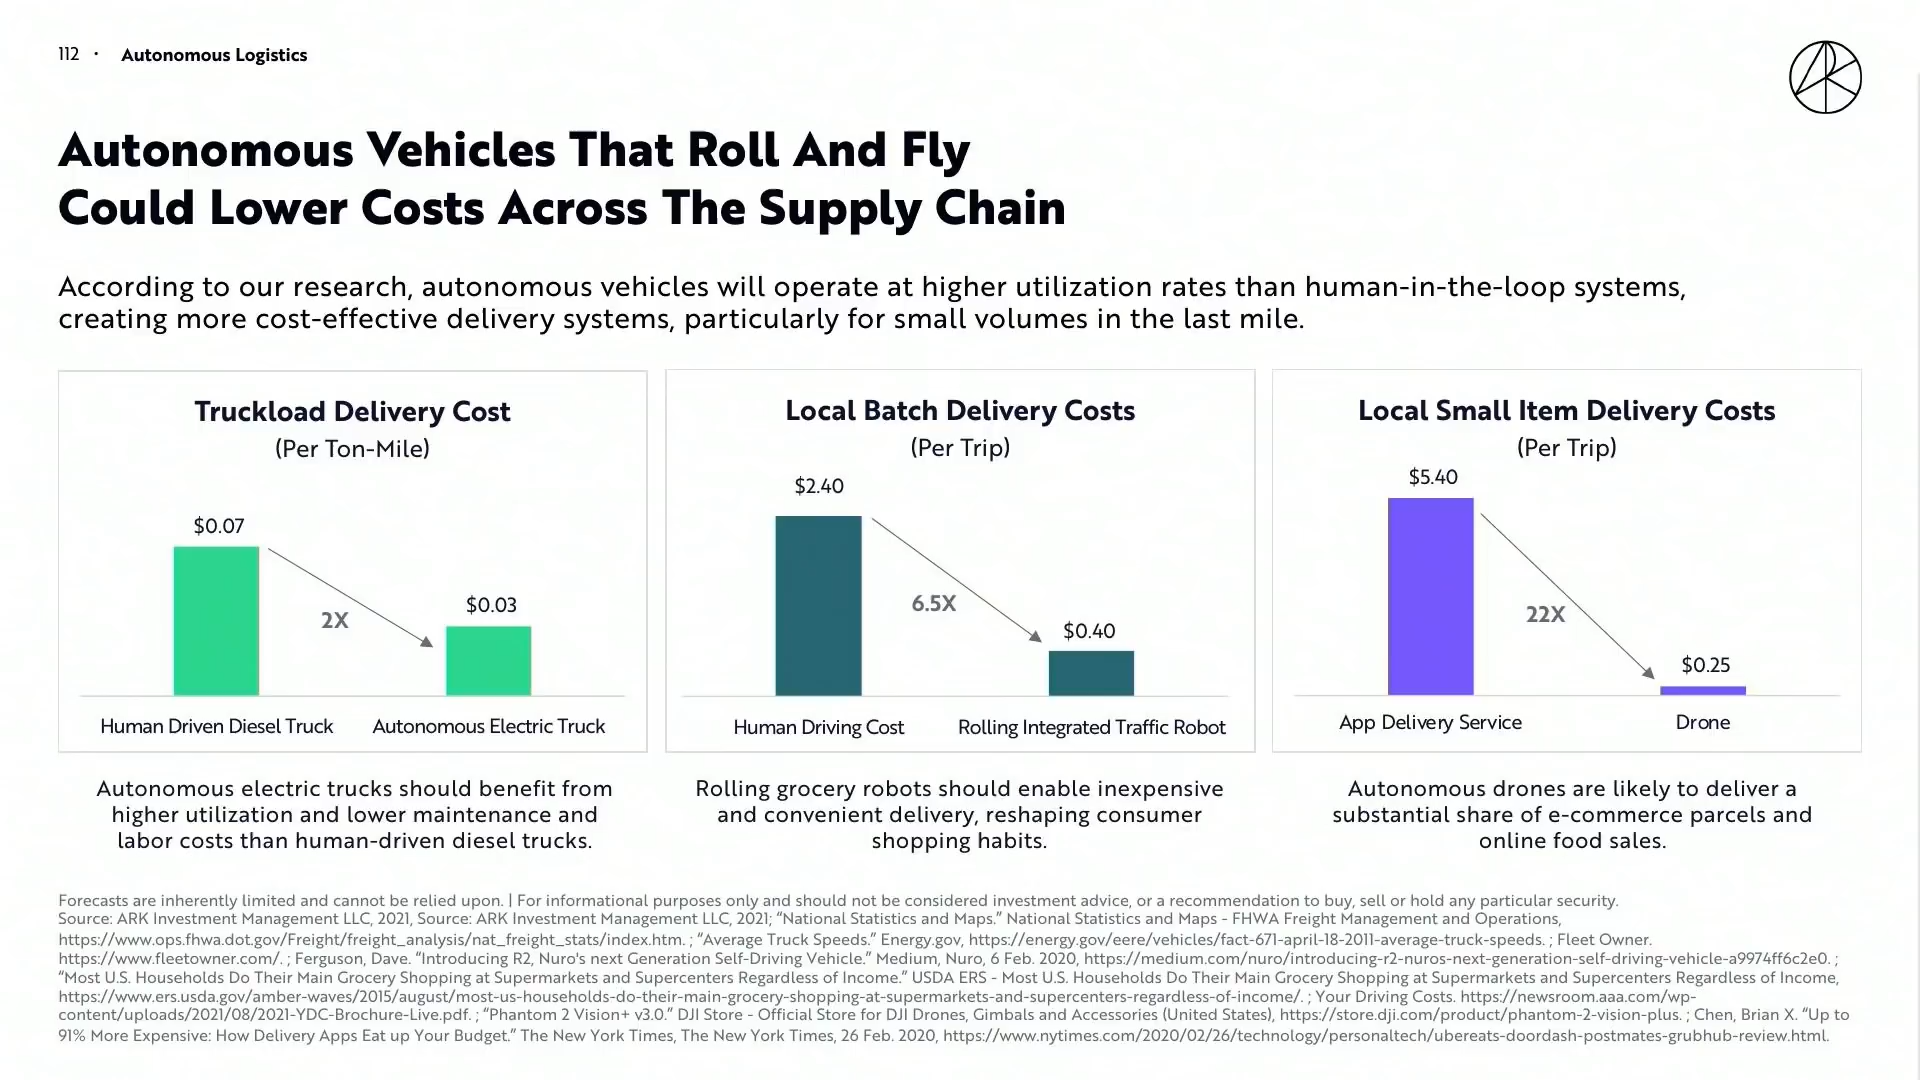 112 · Autonomous Logistics
Autonomous Vehicles That Roll And Fly
Could Lower Costs Across The Supply Chain
According to our research, autonomous vehicles will operate at higher utilization rates than human-in-the-loop systems,
creating more cost-effective delivery systems, particularly for small volumes in the last mile.
Truckload Delivery Cost
(Per Ton-Mile)
$0.07
2X
$0.03
Human Driven Diesel Truck
Autonomous Electric Truck
Autonomous electric trucks should benefit from
higher utilization and lower maintenance and
labor costs than human-driven diesel trucks.
Local Batch Delivery Costs
(Per Trip)
$2.40
6.5X
$0.40
Human Driving Cost
Rolling Integrated Traffic Robot
Rolling grocery robots should enable inexpensive
and convenient delivery, reshaping consumer
shopping habits.
Local Small Item Delivery Costs
(Per Trip)
$5.40
22X
$0.25
App Delivery Service
Drone
Autonomous drones are likely to deliver a
substantial share of e-commerce parcels and
online food sales.
Forecasts are inherently limited and cannot be relied upon. | For informational purposes only and should not be considered investment advice, or a recommendation to buy, sell or hold any particular security.
Source: ARK Investment Management LLC, 2021, Source: ARK Investment Management LLC, 2021; “National Statistics and Maps.” National Statistics and Maps - FHWA Freight Management and Operations,
https://www.ops.fhwa.dot.gov/Freight/freight_analysis/nat_freight_stats/index.htm. ; “Average Truck Speeds.” Energy.gov, https://energy.gov/eere/vehicles/fact-671-april-18-2011-average-truck-speeds. ; Fleet Owner.
https://www.fleetowner.com/. ; Ferguson, Dave. “Introducing R2, Nuro's next Generation Self-Driving Vehicle.” Medium, Nuro, 6 Feb. 2020, https://medium.com/nuro/introducing-r2-nuros-next-generation-self-driving-vehicle-a9974ff6c2e0. ;
“Most U.S. Households Do Their Main Grocery Shopping at Supermarkets and Supercenters Regardless of Income.” USDA ERS - Most U.S. Households Do Their Main Grocery Shopping at Supermarkets and Supercenters Regardless of Income,
https://www.ers.usda.gov/amber-waves/2015/august/most-us-households-do-their-main-grocery-shopping-at-supermarkets-and-supercenters-regardless-of-income/. ; Your Driving Costs. https://newsroom.aaa.com/wp-
content/uploads/2021/08/2021-YDC-Brochure-Live.pdf. ; “Phantom 2 Vision+ v3.0.” DJI Store - Official Store for DJI Drones, Gimbals and Accessories (United States), https://store.dji.com/product/phantom-2-vision-plus. ; Chen, Brian X. “Up to
91% More Expensive: How Delivery Apps Eat up Your Budget.” The New York Times, The New York Times, 26 Feb. 2020, https://www.nytimes.com/2020/02/26/technology/personaltech/ubereats-doordash-postmates-grubhub-review.html.